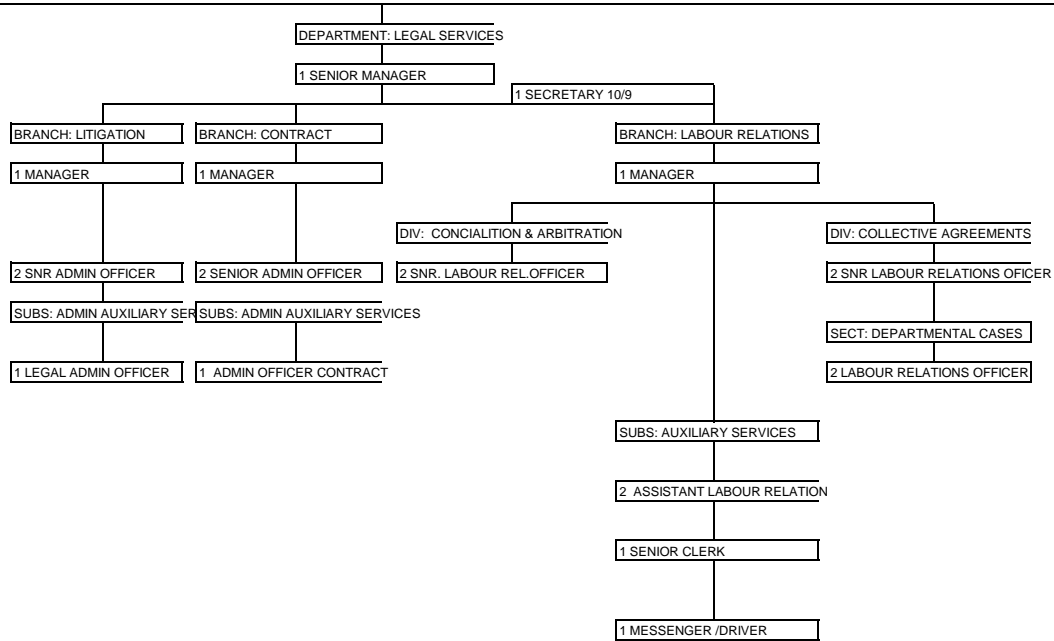 DEPARTMENT: LEGAL SERVICES
1 SENIOR MANAGER
1 SECRETARY 10/9
BRANCH: LITIGATION
BRANCH: CONTRACT
BRANCH: LABOUR RELATIONS
1 MANAGER
1 MANAGER
1 MANAGER
DIV: CONCIALITION & ARBITRATION
DIV: COLLECTIVE AGREEMENTS
2 SNR ADMIN OFFICER
2 SENIOR ADMIN OFFICER
2 SNR. LABOUR REL.OFFICER
2 SNR LABOUR RELATIONS OFICER
SUBS: ADMIN AUXILIARY SER
SUBS: ADMIN AUXILIARY SERVICES
SECT: DEPARTMENTAL CASES
1 LEGAL ADMIN OFFICER
1 ADMIN OFFICER CONTRACT
2 LABOUR RELATIONS OFFICER
SUBS: AUXILIARY SERVICES
2 ASSISTANT LABOUR RELATION
1 SENIOR CLERK
1 MESSENGER /DRIVER